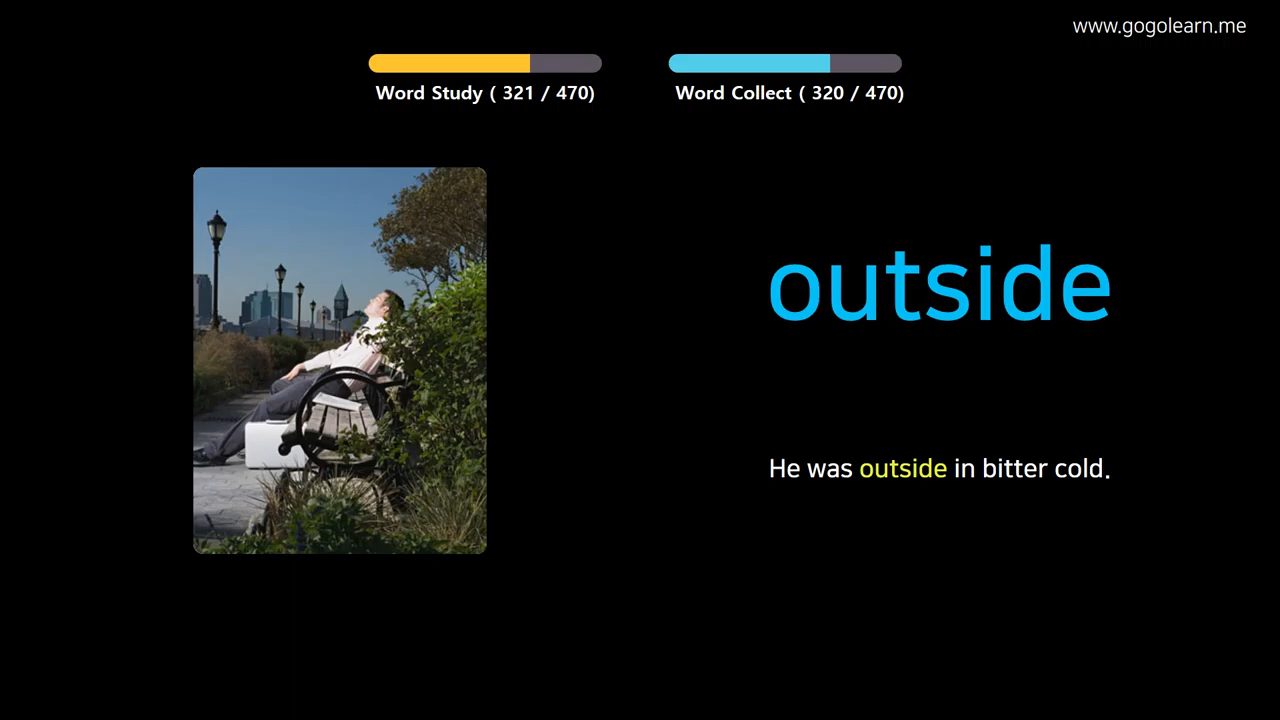 www.gogolearn.me
Word Study ( 321 / 470)
Word Collect ( 320 / 470)
outside
He was outside in bitter cold.